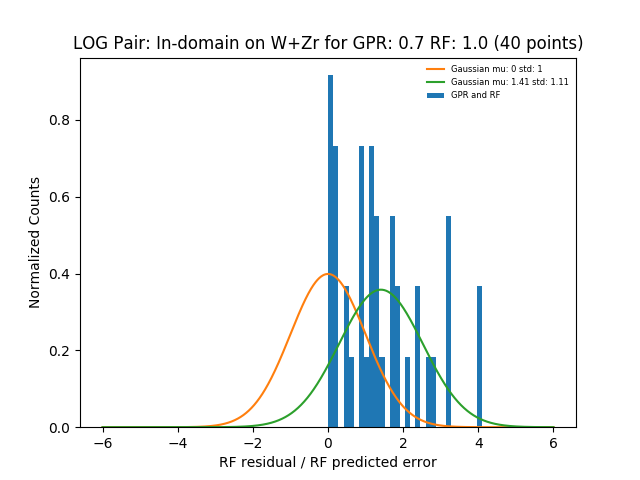 LOG Pair: In-domain on W+Zr for GPR: 0.7 RF: 1.0 (40 points)
Gaussian mu: 0 std: 1
Gaussian mu: 1.41 std: 1.11
GPR and RF
Normalized Counts
0.8
0.6
0.4
0.2
0.0
−6 −4 −2 0 2 4 6
RF residual / RF predicted error